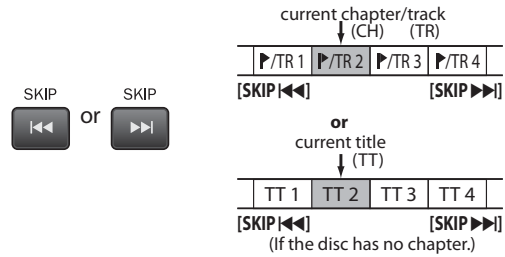 SKIP
or
SKIP
current chapter/track
(CH) (TR)
/TR 1 /TR 2 /TR 3 /TR 4
[SKIP⏮] [SKIP⏭]
or
current title
(TT)
TT 1 TT 2 TT 3 TT 4
[SKIP⏮] [SKIP⏭]
(If the disc has no chapter.)